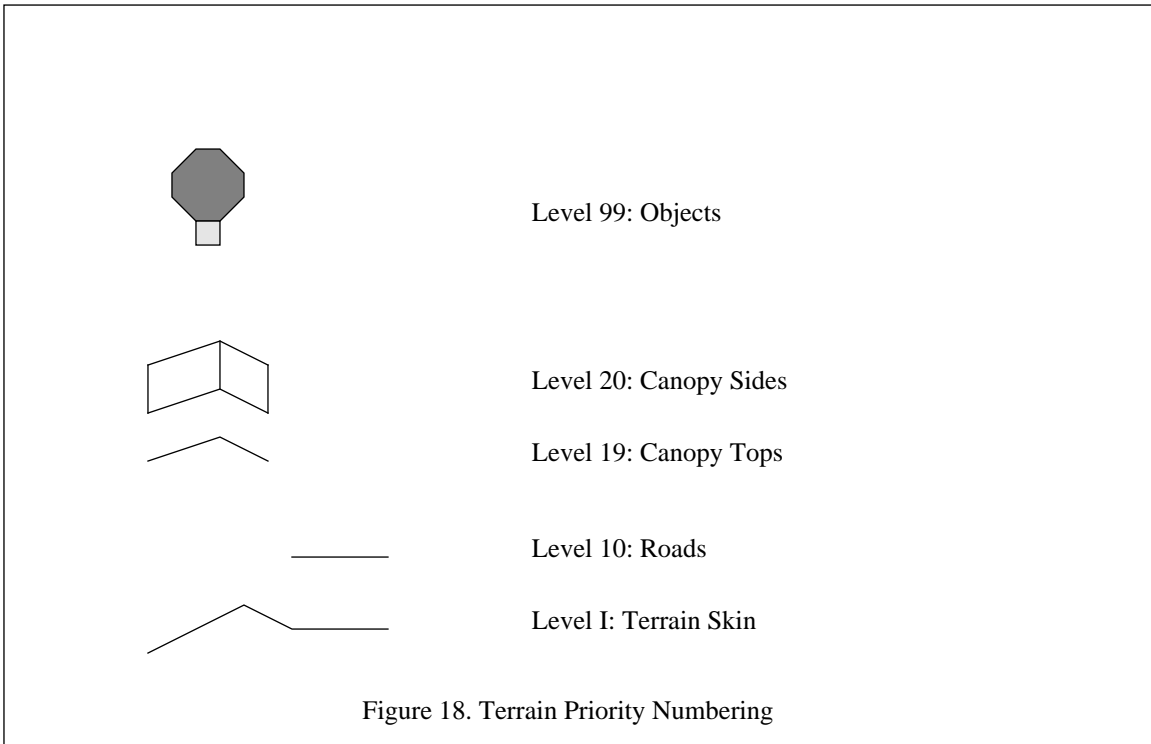 Level 99: Objects
Level 20: Canopy Sides
Level 19: Canopy Tops
Level 10: Roads
Level I: Terrain Skin
Figure 18. Terrain Priority Numbering